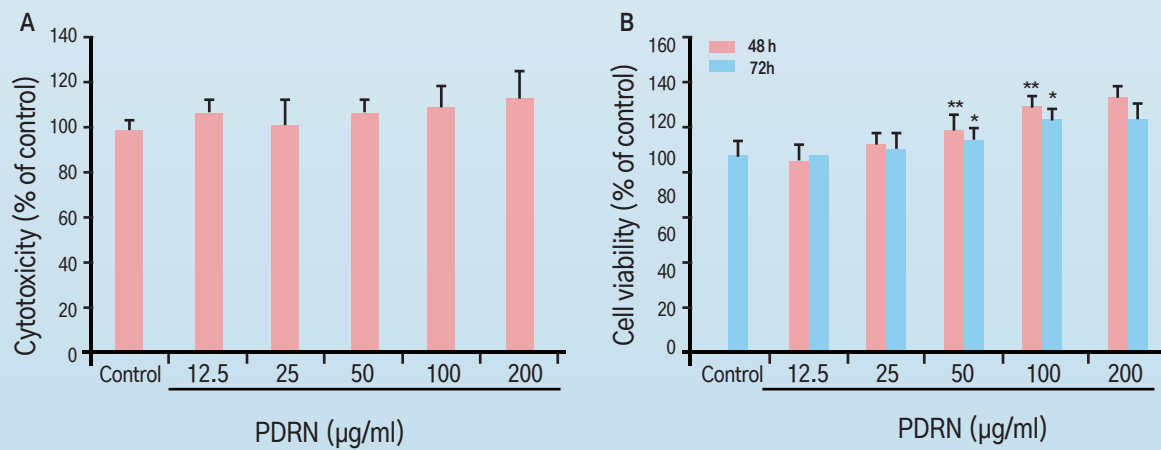 A
Cytotoxicity (% of control)
140
120
100
80
60
40
20
0
Control 12.5 25 50 100 200
PDRN (µg/ml)
B
Cell viability (% of control)
160
140
120
100
80
60
40
20
0
48 h
72h
** *
** *
Control 12.5 25 50 100 200
PDRN (µg/ml)